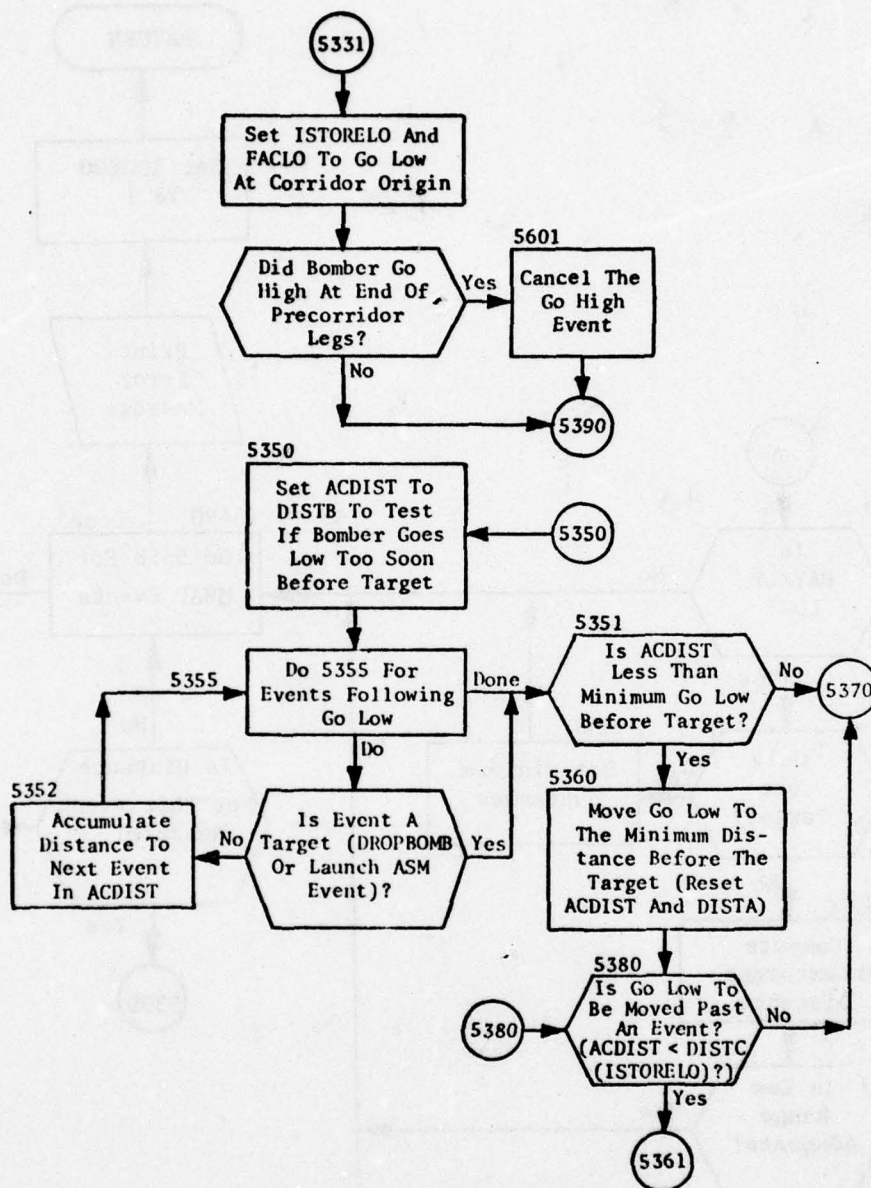 5331
Set ISTORELO And
FACLO To Go Low
At Corridor Origin
Did Bomber Go
High At End Of
Precorridor
Legs?
Yes
No
5601
Cancel The
Go High
Event
5390
5350
Set ACDIST To
DISTB To Test
If Bomber Goes
Low Too Soon
Before Target
5350
5355
Do 5355 For
Events Following
Go Low
Done
Do
5351
Is ACDIST
Less Than
Minimum Go Low
Before Target?
No
5370
Yes
5352
Accumulate
Distance To
Next Event
In ACDIST
No
Is Event A
Target (DROPBOMB
Or Launch ASM
Event)?
Yes
5360
Move Go Low To
The Minimum Dis-
tance Before The
Target (Reset
ACDIST And DISTA)
5380
5380
Is Go Low To
Be Moved Past
An Event?
(ACDIST < DISTC
(ISTORELO)?)
No
Yes
5361